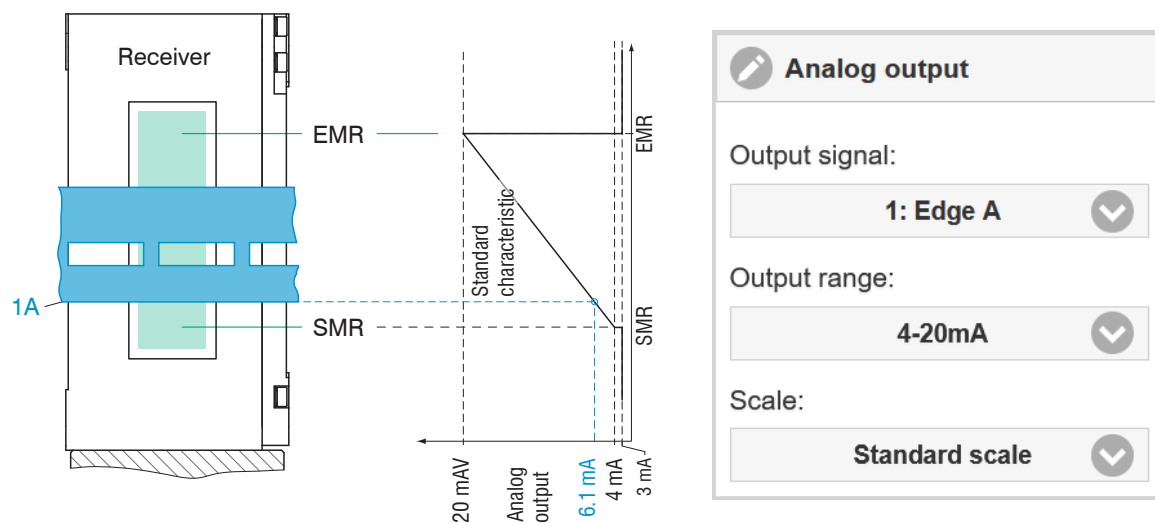 Receiver
EMR
1A
SMR
Standard
characteristic
EMR
SMR
20 mAV
Analog
output
6.1 mA
4 mA
3 mA
Analog output
Output signal:
1: Edge A
Output range:
4-20mA
Scale:
Standard scale